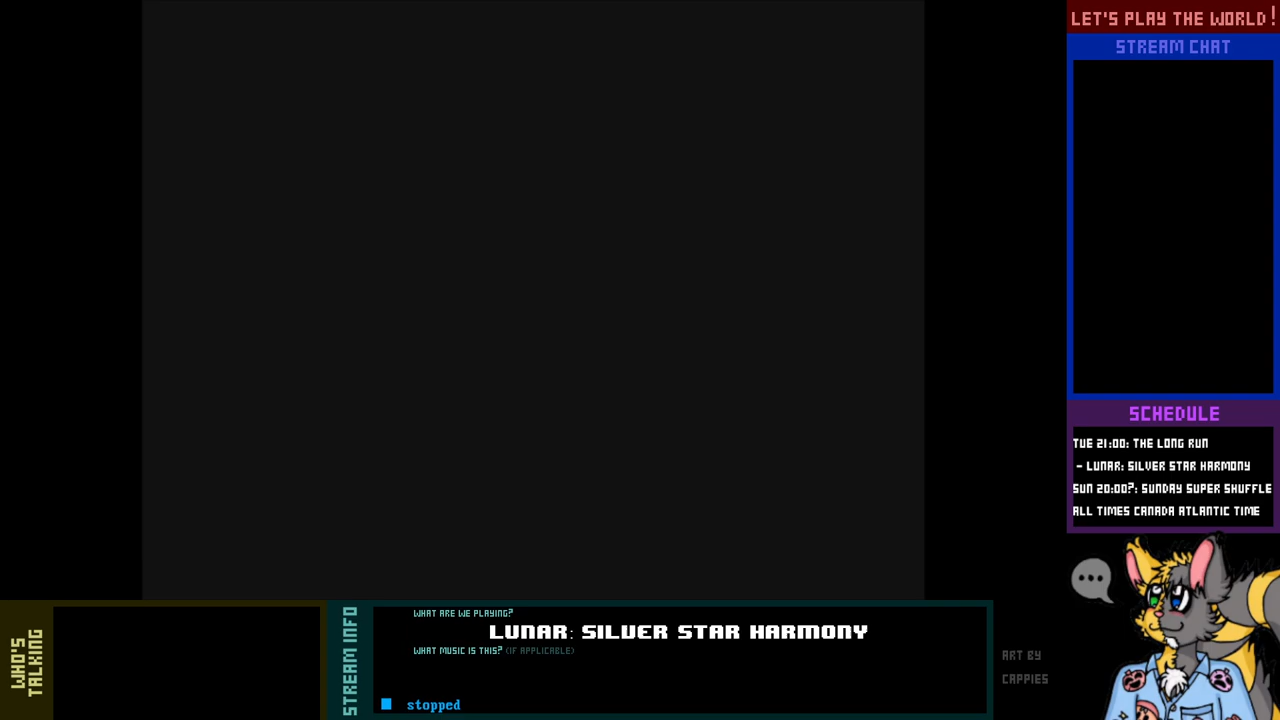 LET'S PLAY THE WORLD!
STREAM CHAT
SCHEDULE
TUE 21:00: THE LONG RUN
- LUNAR: SILVER STAR HARMONY
SUN 20:00?: SUNDAY SUPER SHUFFLE
ALL TIMES CANADA ATLANTIC TIME
...
WHO'S
TALKING
STREAM INFO
WHAT ARE WE PLAYING?
LUNAR: SILVER STAR HARMONY
WHAT MUSIC IS THIS? (IF APPLICABLE)
stopped
ART BY
CAPPIES